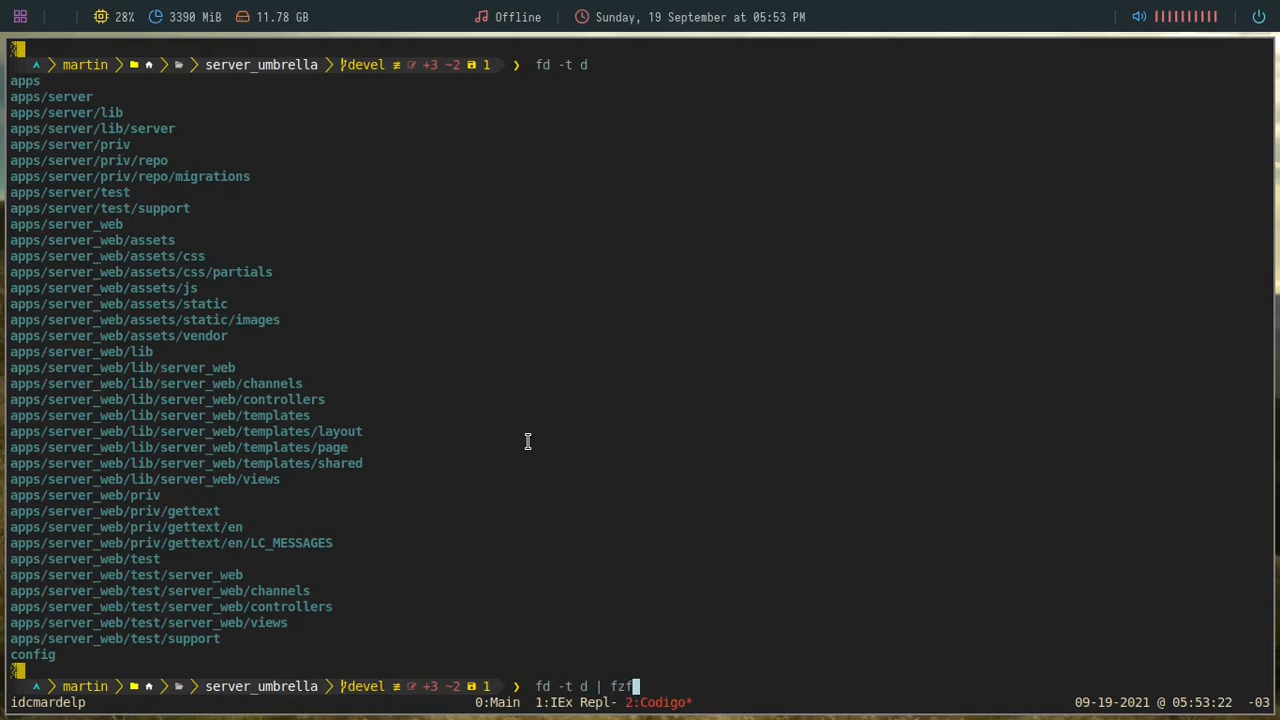 28% 3390 MiB 11.78 GB Offline Sunday, 19 September at 05:53 PM
martin server_umbrella devel ≢ +3 ~2 1 ❯ fd -t d
apps
apps/server
apps/server/lib
apps/server/lib/server
apps/server/priv
apps/server/priv/repo
apps/server/priv/repo/migrations
apps/server/test
apps/server/test/support
apps/server_web
apps/server_web/assets
apps/server_web/assets/css
apps/server_web/assets/css/partials
apps/server_web/assets/js
apps/server_web/assets/static
apps/server_web/assets/static/images
apps/server_web/assets/vendor
apps/server_web/lib
apps/server_web/lib/server_web
apps/server_web/lib/server_web/channels
apps/server_web/lib/server_web/controllers
apps/server_web/lib/server_web/templates
apps/server_web/lib/server_web/templates/layout
apps/server_web/lib/server_web/templates/page
apps/server_web/lib/server_web/templates/shared
apps/server_web/lib/server_web/views
apps/server_web/priv
apps/server_web/priv/gettext
apps/server_web/priv/gettext/en
apps/server_web/priv/gettext/en/LC_MESSAGES
apps/server_web/test
apps/server_web/test/server_web
apps/server_web/test/server_web/channels
apps/server_web/test/server_web/controllers
apps/server_web/test/server_web/views
apps/server_web/test/support
config
martin server_umbrella devel ≢ +3 ~2 1 ❯ fd -t d | fzf
idcmardelp 0:Main 1:IEx Repl- 2:Codigo* 09-19-2021 @ 05:53:22 -03